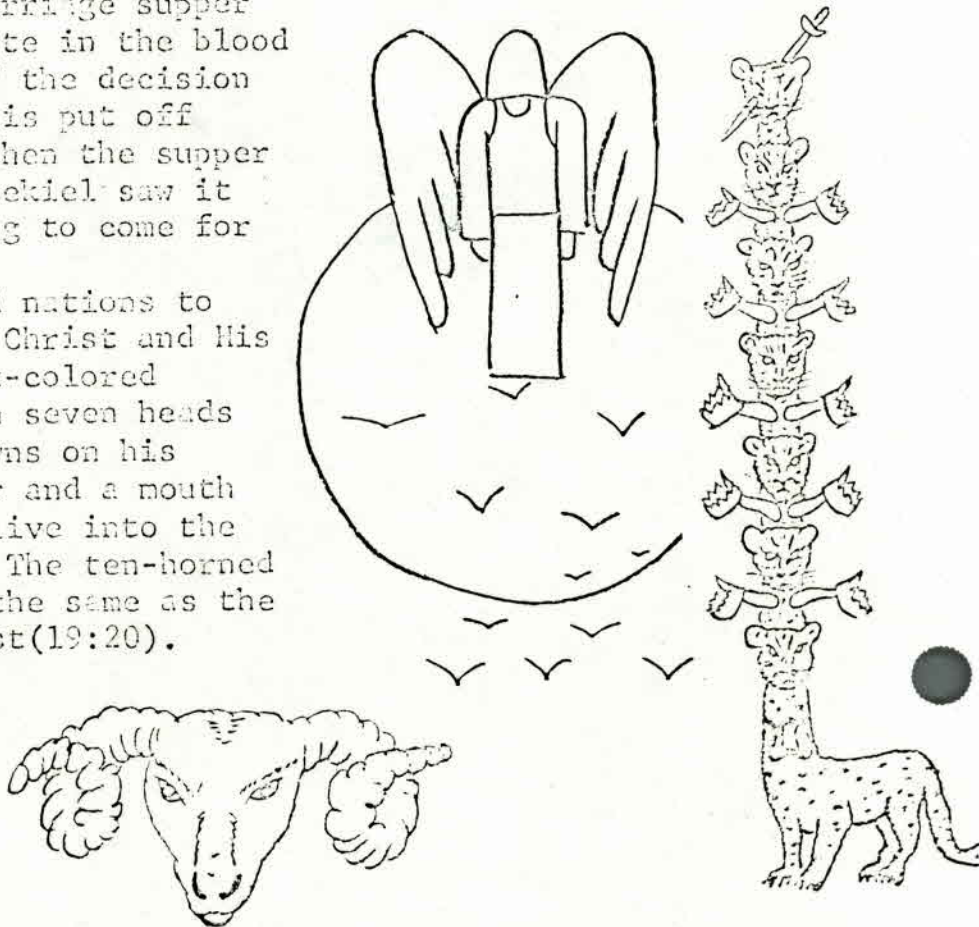 rriage supper
te in the blood
the decision
is put off
hen the supper
ekiel saw it
g to come for
nations to
Christ and His
-colored
seven heads
ns on his
and a mouth
live into the
The ten-horned
the same as the
st(19:20).